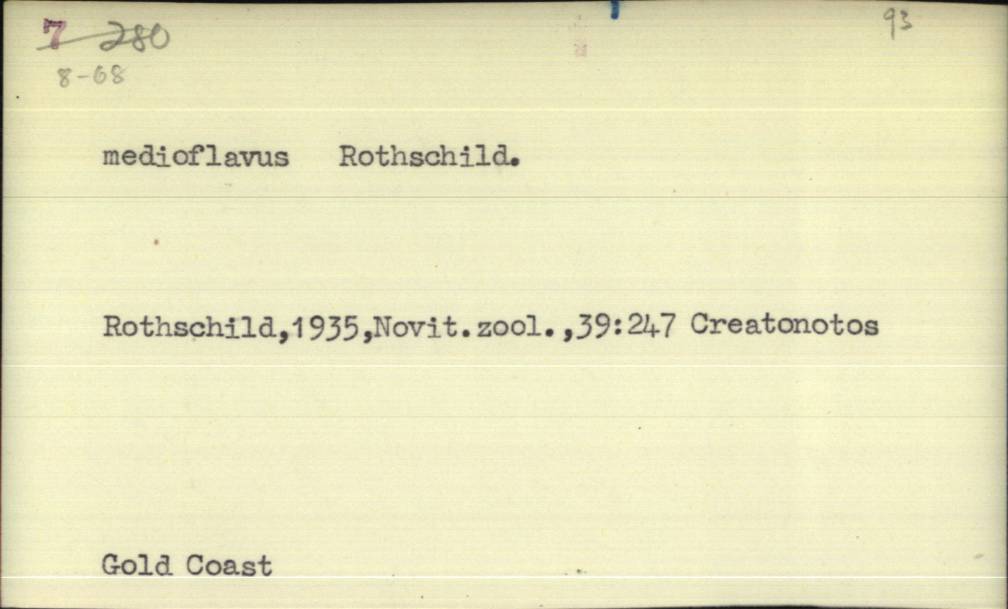 7 280
93
8-68
medioflavus Rothschild.
Rothschild,1935,Novit.zool.,39:247 Creatonotos
Gold Coast